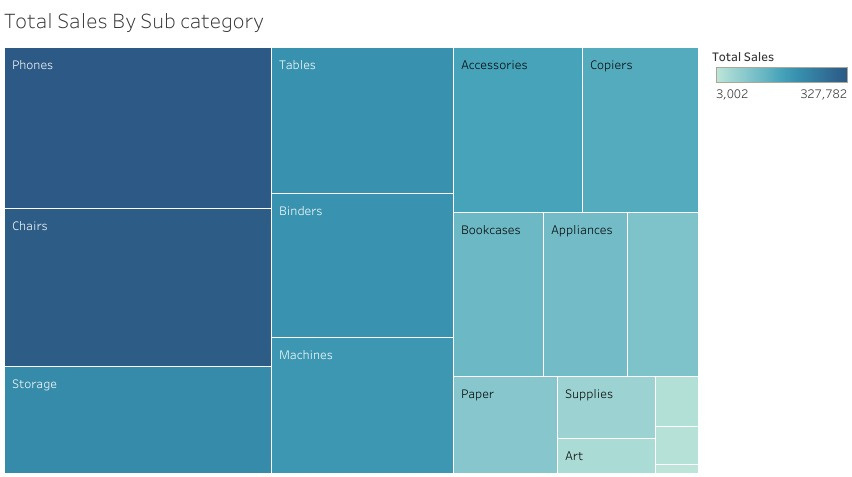 Total Sales By Sub category
Phones
Tables
Accessories
Copiers
Total Sales
3,002
327,782
Chairs
Binders
Bookcases
Appliances
Storage
Machines
Paper
Supplies
Art